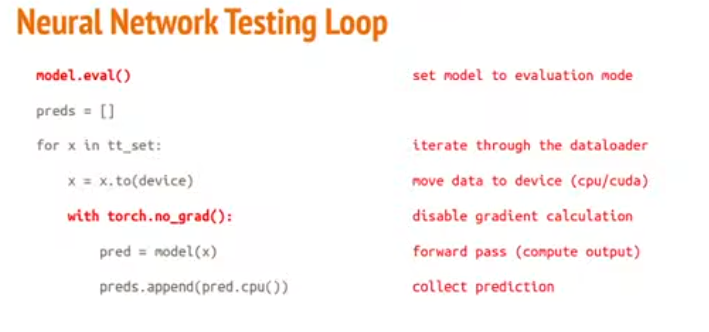 Neural Network Testing Loop
model.eval() set model to evaluation mode
preds = []
for x in tt_set: iterate through the dataloader
x = x.to(device) move data to device (cpu/cuda)
with torch.no_grad(): disable gradient calculation
pred = model(x) forward pass (compute output)
preds.append(pred.cpu()) collect prediction